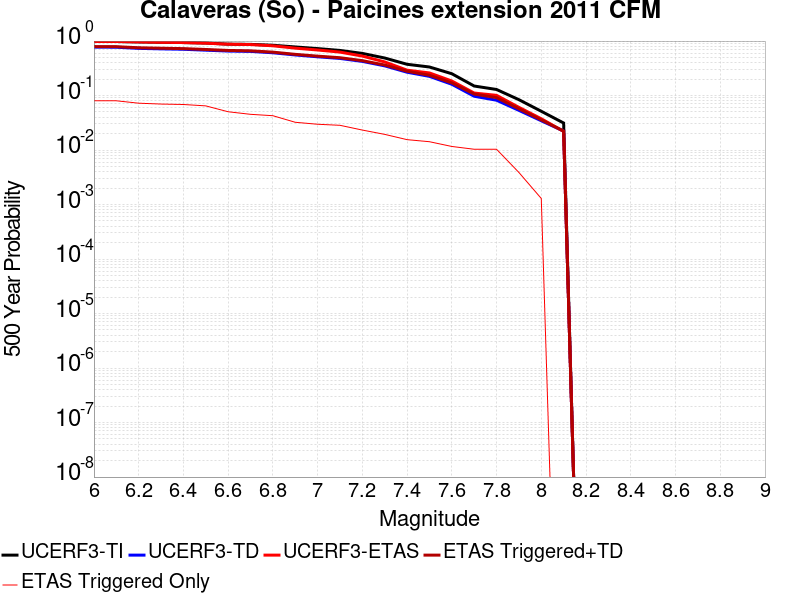 Calaveras (So) - Paicines extension 2011 CFM
500 Year Probability
10^0
10^-1
10^-2
10^-3
10^-4
10^-5
10^-6
10^-7
10^-8
6 6.2 6.4 6.6 6.8 7 7.2 7.4 7.6 7.8 8 8.2 8.4 8.6 8.8 9
Magnitude
UCERF3-TI UCERF3-TD UCERF3-ETAS ETAS Triggered+TD
ETAS Triggered Only